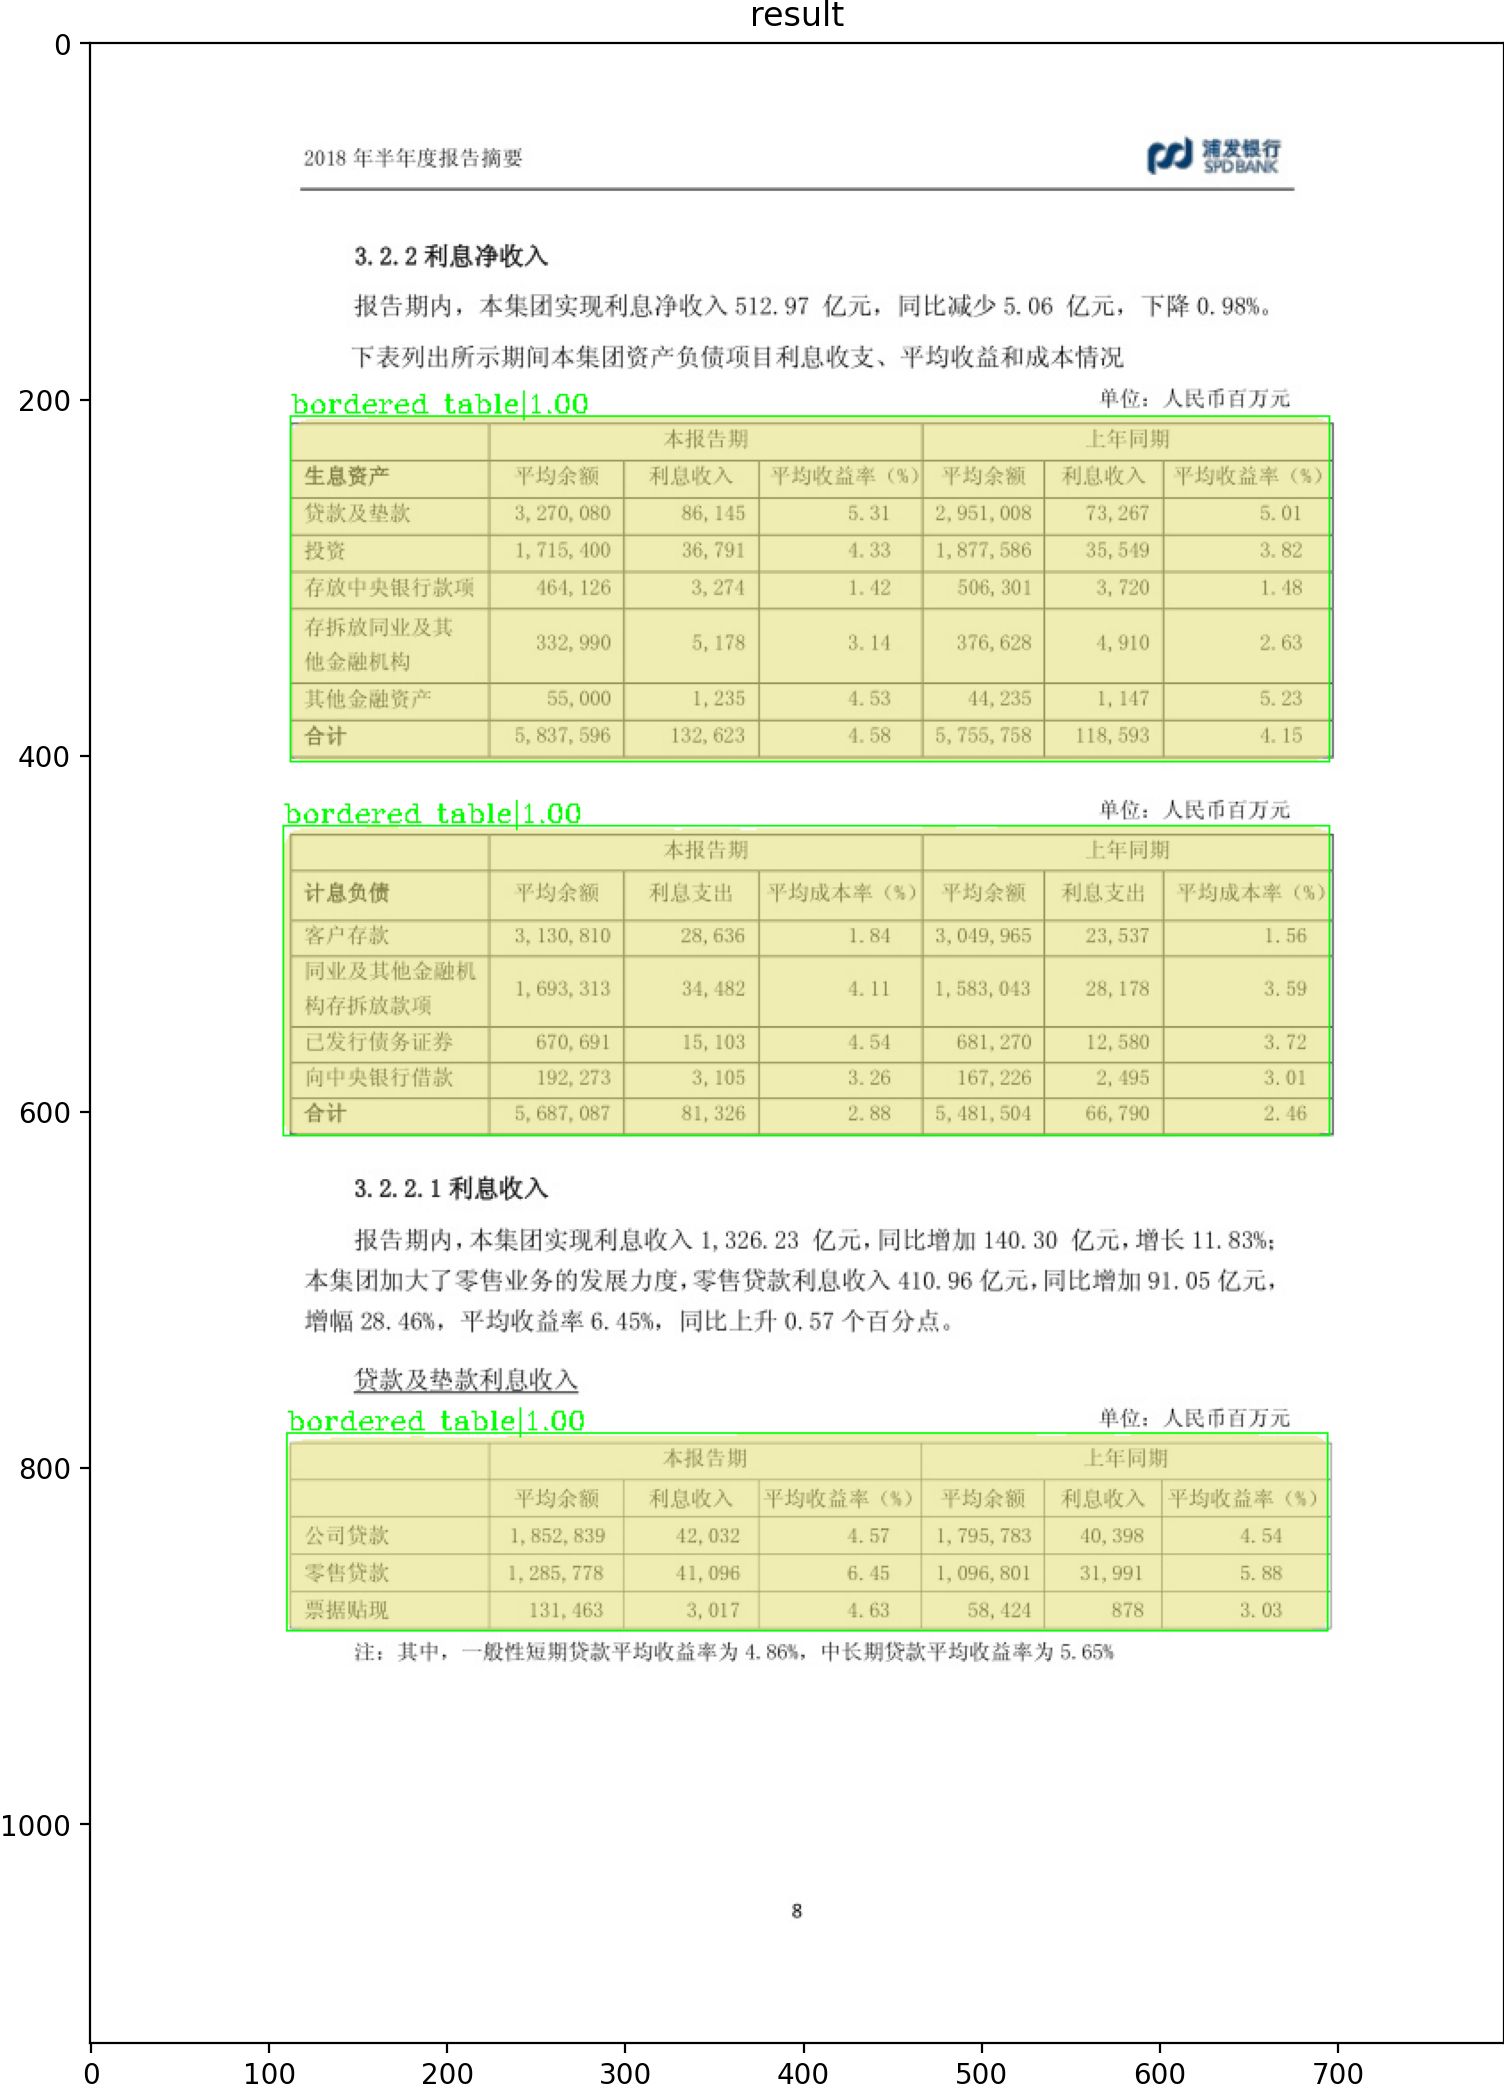 result
0
2018 年半年度报告摘要
浦发银行
SPD BANK
3.2.2 利息净收入
报告期内，本集团实现利息净收入 512.97 亿元，同比减少 5.06 亿元，下降 0.98%。
下表列出所示期间本集团资产负债项目利息收支、平均收益和成本情况
200
单位：人民币百万元
bordered table|1.00
本报告期 上年同期
生息资产 平均余额 利息收入 平均收益率（%） 平均余额 利息收入 平均收益率（%）
贷款及垫款 3,270,080 86,145 5.31 2,951,008 73,267 5.01
投资 1,715,400 36,791 4.33 1,877,586 35,549 3.82
存放中央银行款项 464,126 3,274 1.42 506,301 3,720 1.48
存拆放同业及其
他金融机构 332,990 5,178 3.14 376,628 4,910 2.63
其他金融资产 55,000 1,235 4.53 44,235 1,147 5.23
合计 5,837,596 132,623 4.58 5,755,758 118,593 4.15
400
单位：人民币百万元
bordered table|1.00
本报告期 上年同期
计息负债 平均余额 利息支出 平均成本率（%） 平均余额 利息支出 平均成本率（%）
客户存款 3,130,810 28,636 1.84 3,049,965 23,537 1.56
同业及其他金融机
构存拆放款项 1,693,313 34,482 4.11 1,583,043 28,178 3.59
已发行债务证券 670,691 15,103 4.54 681,270 12,580 3.72
向中央银行借款 192,273 3,105 3.26 167,226 2,495 3.01
合计 5,687,087 81,326 2.88 5,481,504 66,790 2.46
600
3.2.2.1 利息收入
报告期内，本集团实现利息收入 1,326.23 亿元，同比增加 140.30 亿元，增长 11.83%；
本集团加大了零售业务的发展力度，零售贷款利息收入 410.96 亿元，同比增加 91.05 亿元，
增幅 28.46%，平均收益率 6.45%，同比上升 0.57 个百分点。
贷款及垫款利息收入
单位：人民币百万元
bordered table|1.00
本报告期 上年同期
800
平均余额 利息收入 平均收益率（%） 平均余额 利息收入 平均收益率（%）
公司贷款 1,852,839 42,032 4.57 1,795,783 40,398 4.54
零售贷款 1,285,778 41,096 6.45 1,096,801 31,991 5.88
票据贴现 131,463 3,017 4.63 58,424 878 3.03
注：其中，一般性短期贷款平均收益率为 4.86%，中长期贷款平均收益率为 5.65%
1000
8
0 100 200 300 400 500 600 700